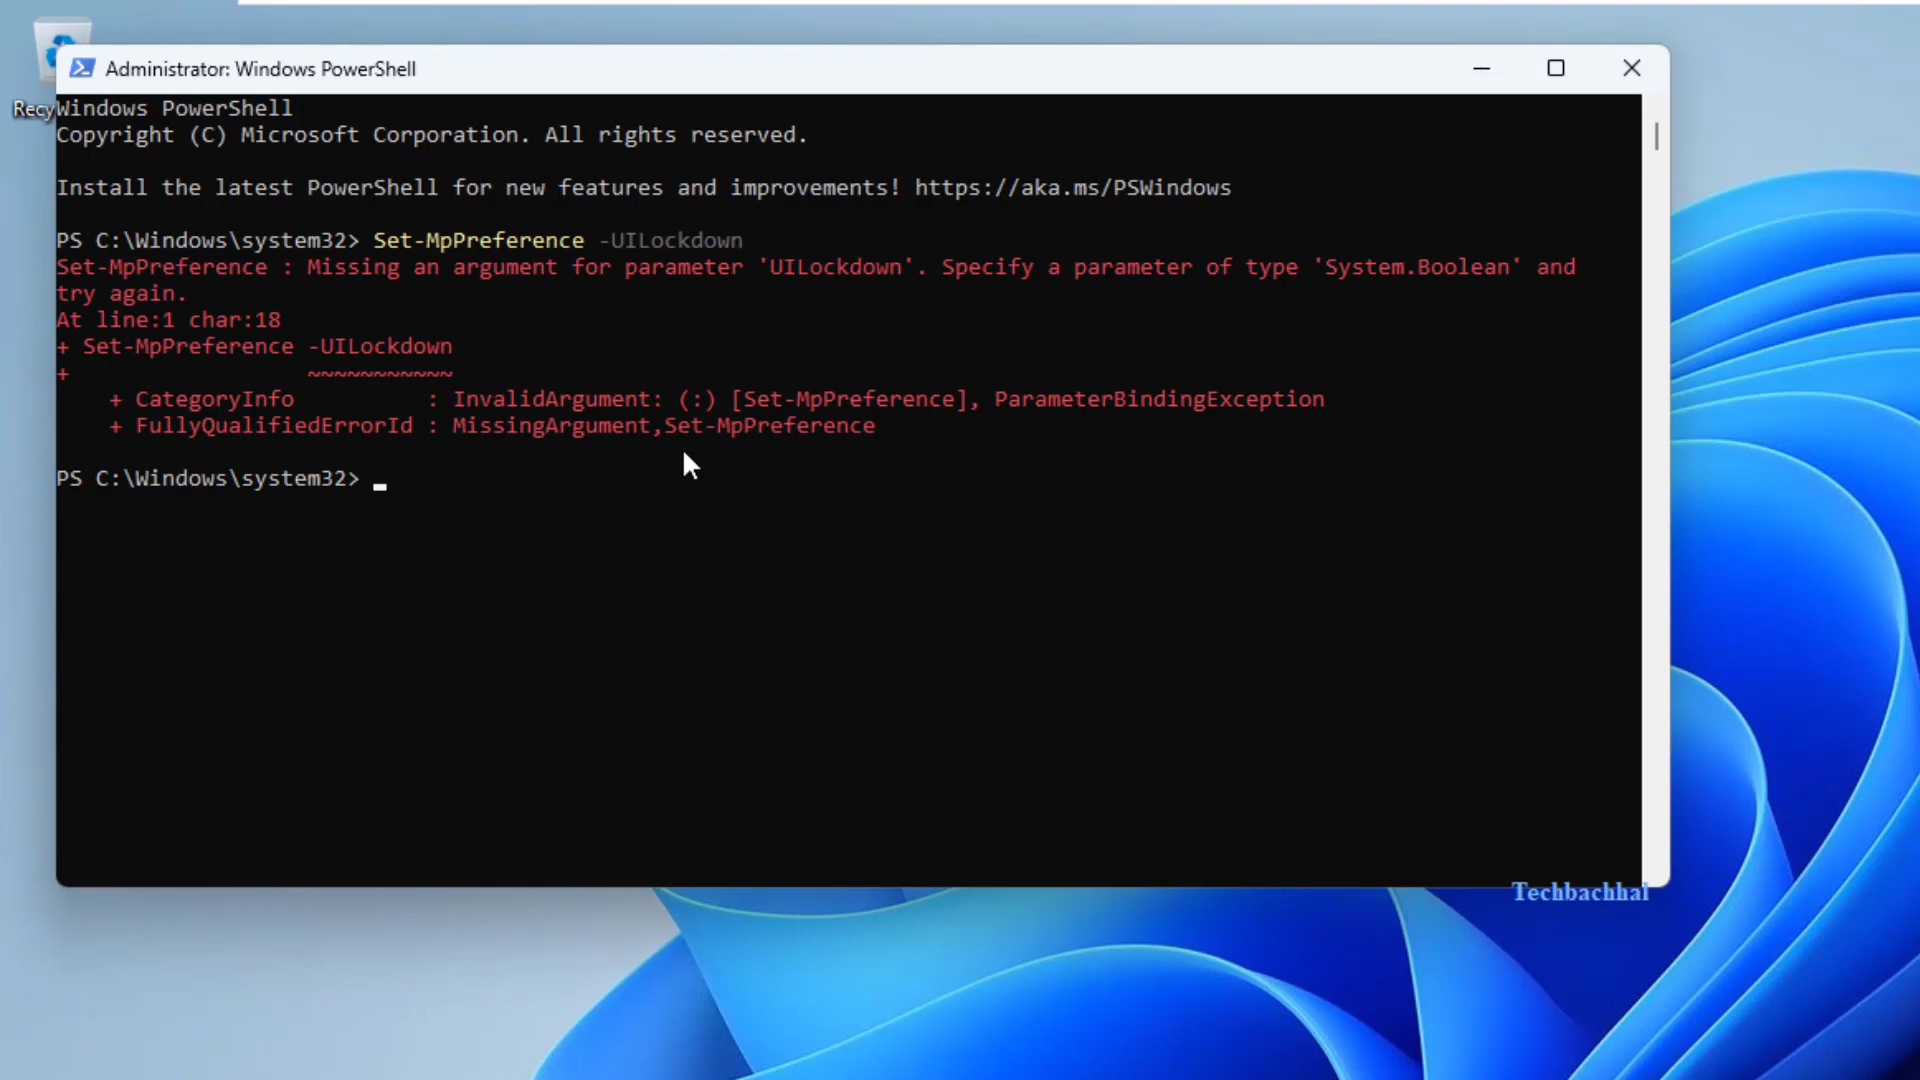 Administrator: Windows PowerShell
Recy
Windows PowerShell
Copyright (C) Microsoft Corporation. All rights reserved.
Install the latest PowerShell for new features and improvements! https://aka.ms/PSWindows
PS C:\Windows\system32> Set-MpPreference -UILockdown
Set-MpPreference : Missing an argument for parameter 'UILockdown'. Specify a parameter of type 'System.Boolean' and
try again.
At line:1 char:18
+ Set-MpPreference -UILockdown
+                  ~~~~~~~~~~~
    + CategoryInfo          : InvalidArgument: (:) [Set-MpPreference], ParameterBindingException
    + FullyQualifiedErrorId : MissingArgument,Set-MpPreference
PS C:\Windows\system32> _
Techbachhal